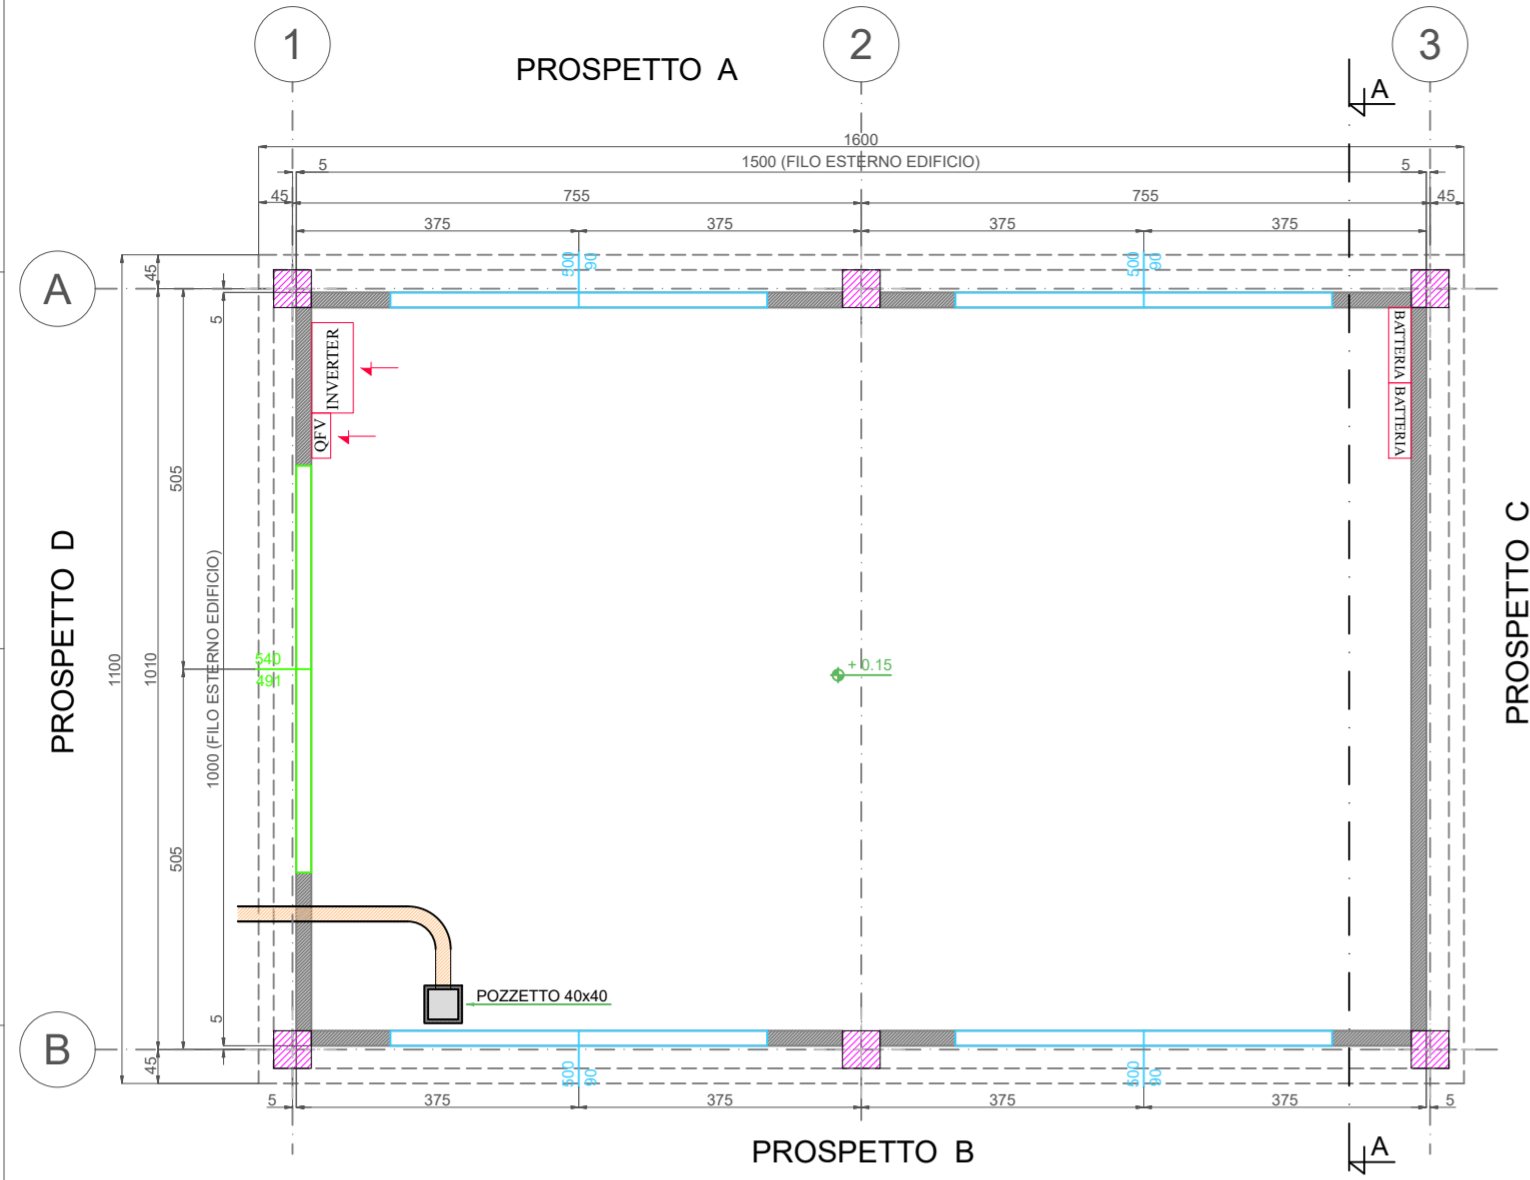 1
2
3
PROSPETTO A
A
1600
5
1500 (FILO ESTERNO EDIFICIO)
5
45
755
755
45
375
375
375
375
500
90
500
90
A
45
5
INVERTER
QFV
BATTERIA
BATTERIA
505
PROSPETTO D
1100
1010
1000 (FILO ESTERNO EDIFICIO)
540
491
+ 0.15
PROSPETTO C
505
POZZETTO 40x40
5
B
45
500
90
500
90
5
375
375
375
375
5
PROSPETTO B
A